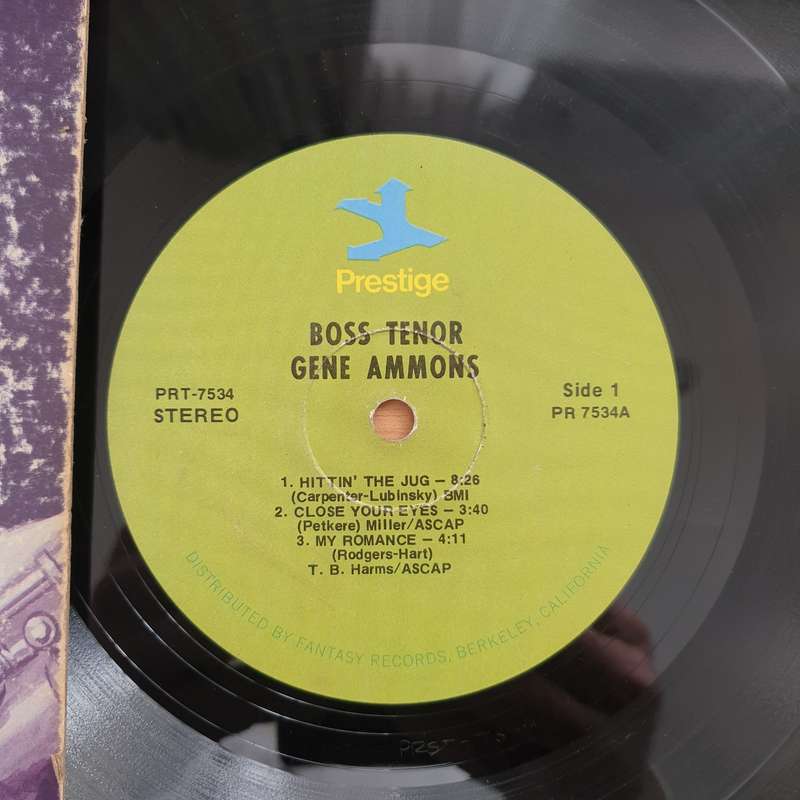 Prestige
BOSS TENOR
GENE AMMONS
PRT-7534
STEREO
Side 1
PR 7534A
1. HITTIN' THE JUG – 8:26
(Carpenter-Lubinsky) BMI
2. CLOSE YOUR EYES – 3:40
(Petkere) Miller/ASCAP
3. MY ROMANCE – 4:11
(Rodgers-Hart)
T. B. Harms/ASCAP
DISTRIBUTED BY FANTASY RECORDS, BERKELEY, CALIFORNIA